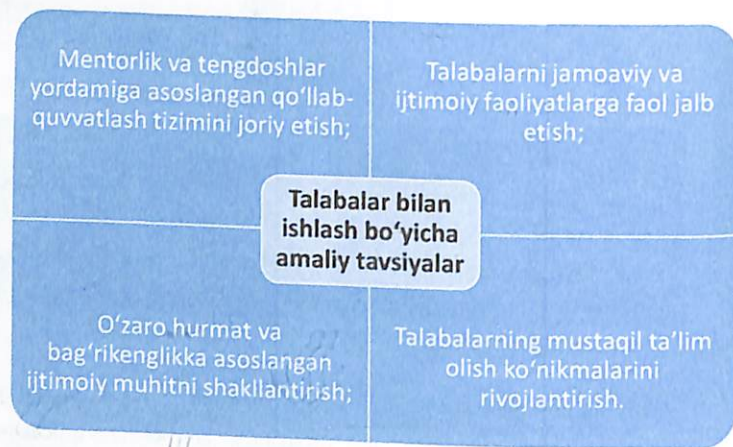 Mentorlik va tengdoshlar
yordamiga asoslangan qo‘llab-
quvvatlash tizimini joriy etish;
Talabalarni jamoaviy va
ijtimoiy faoliyatlarga faol jalb
etish;
Talabalar bilan
ishlash bo‘yicha
amaliy tavsiyalar
O‘zaro hurmat va
bag‘rikenglikka asoslangan
ijtimoiy muhitni shakllantirish;
Talabalarning mustaqil ta’lim
olish ko‘nikmalarini
rivojlantirish.